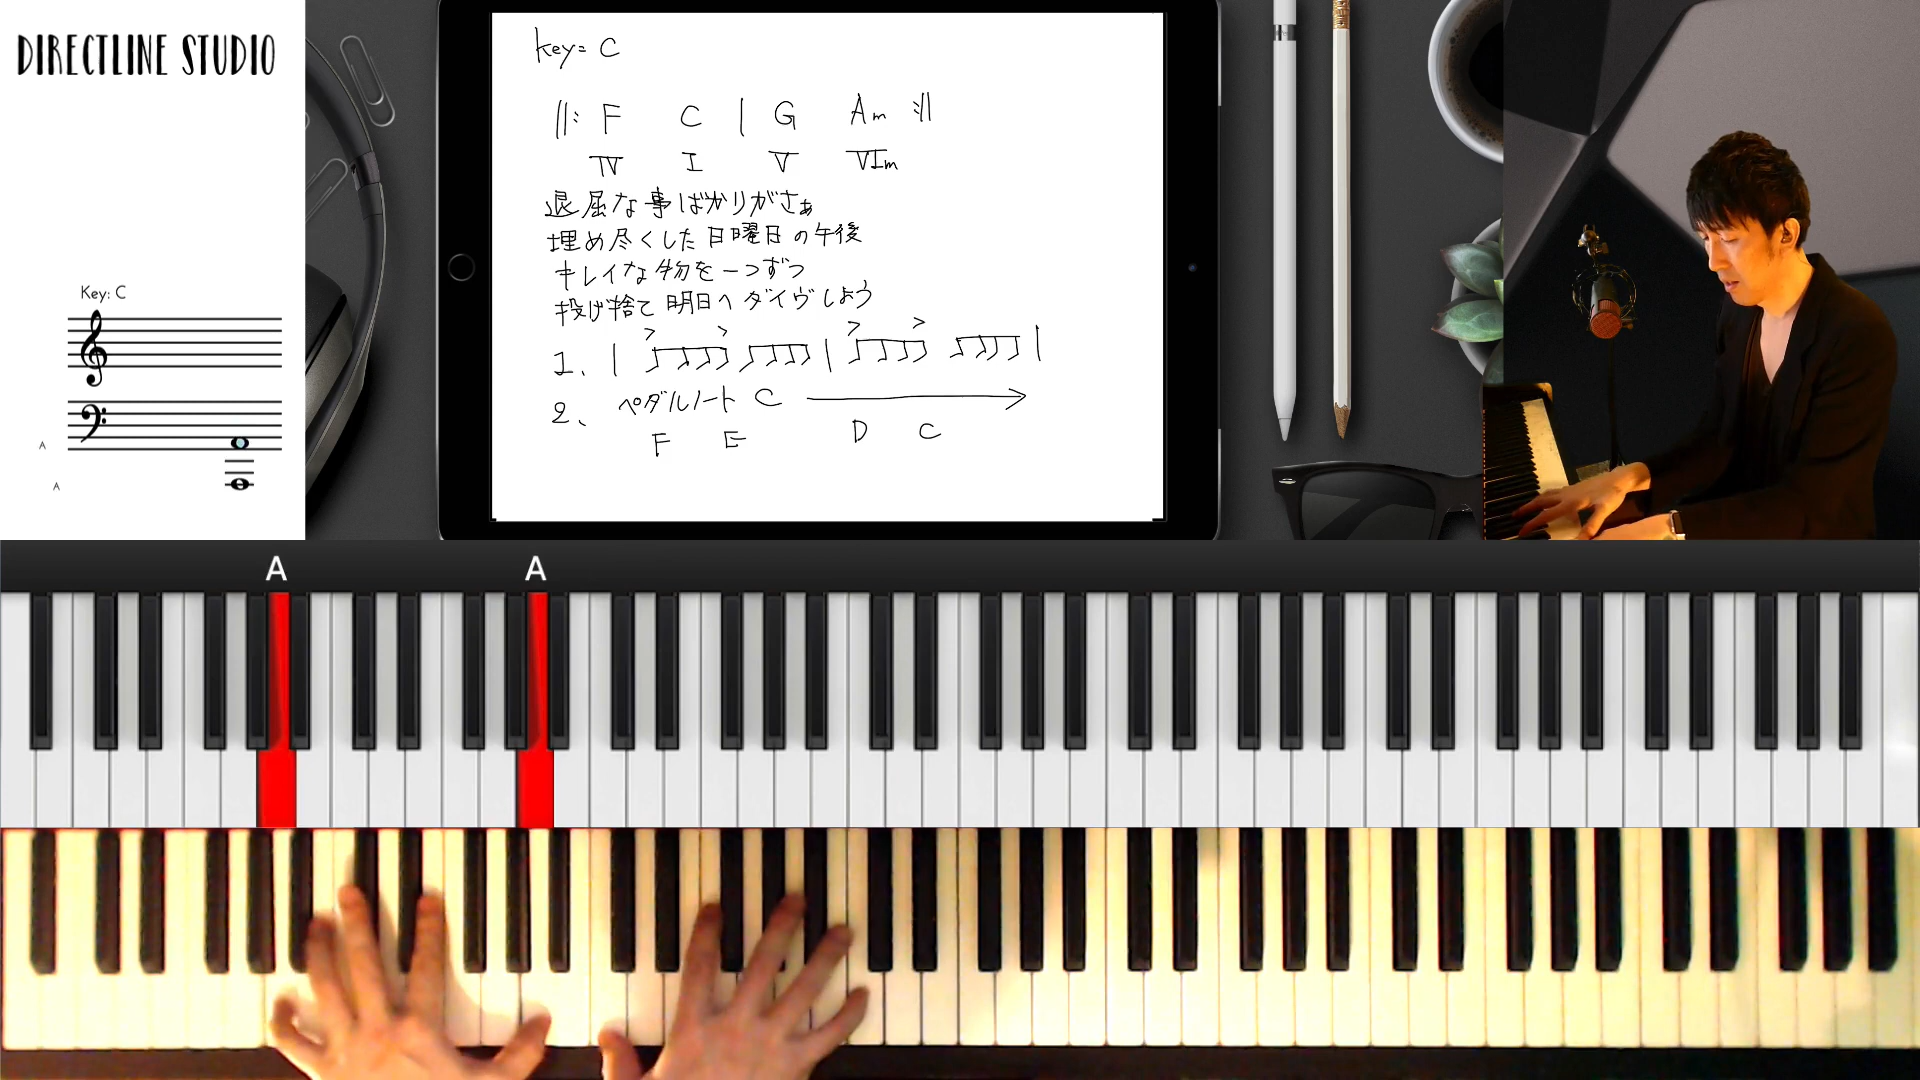 DIRECTLINE STUDIO
Key: C
A
A
key= C
F C | G Am
IV I V VIm
退屈な事ばかりがさぁ
埋め尽くした日曜日の午後
キレイな物を一つずつ
投げ捨て明日へダイヴしよう
1.
2. ペダルノート C
F E D C
A A